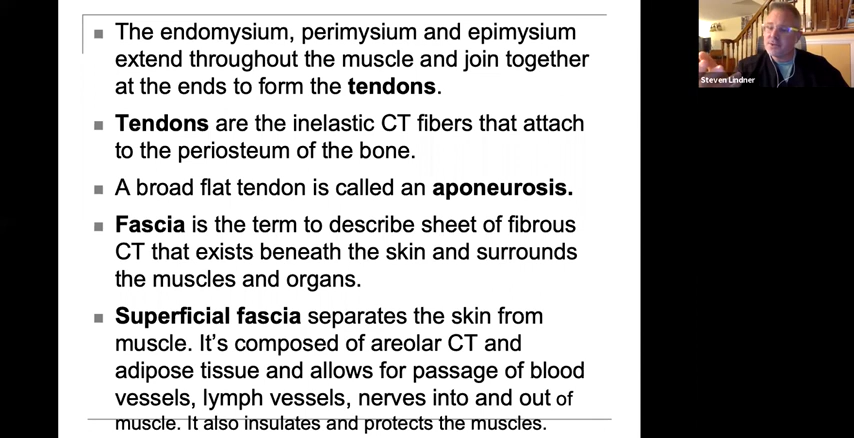 The endomysium, perimysium and epimysium
extend throughout the muscle and join together
at the ends to form the tendons.
Tendons are the inelastic CT fibers that attach
to the periosteum of the bone.
A broad flat tendon is called an aponeurosis.
Fascia is the term to describe sheet of fibrous
CT that exists beneath the skin and surrounds
the muscles and organs.
Superficial fascia separates the skin from
muscle. It's composed of areolar CT and
adipose tissue and allows for passage of blood
vessels, lymph vessels, nerves into and out of
muscle. It also insulates and protects the muscles.
Steven Lindner